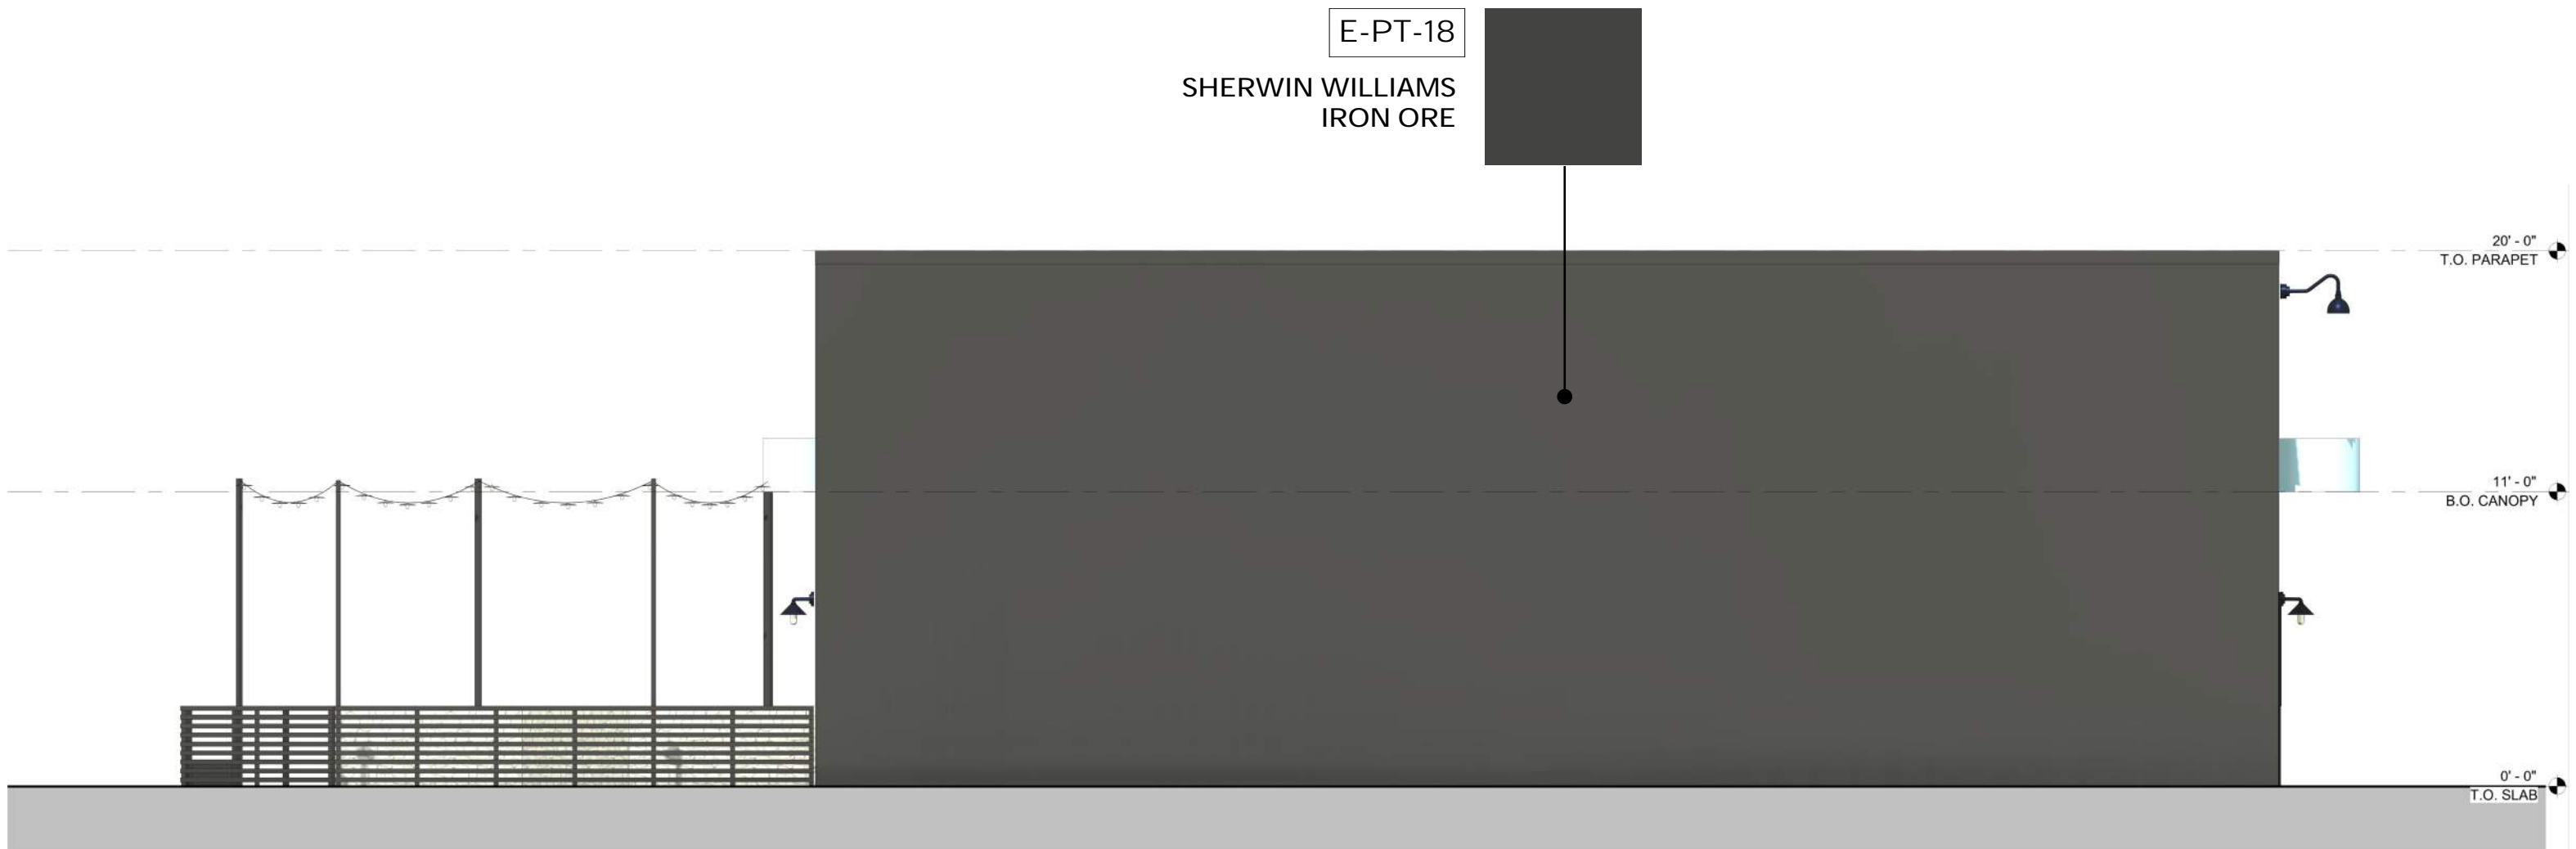 E-PT-18
SHERWIN WILLIAMS
IRON ORE
20' - 0"
T.O. PARAPET
11' - 0"
B.O. CANOPY
0' - 0"
T.O. SLAB